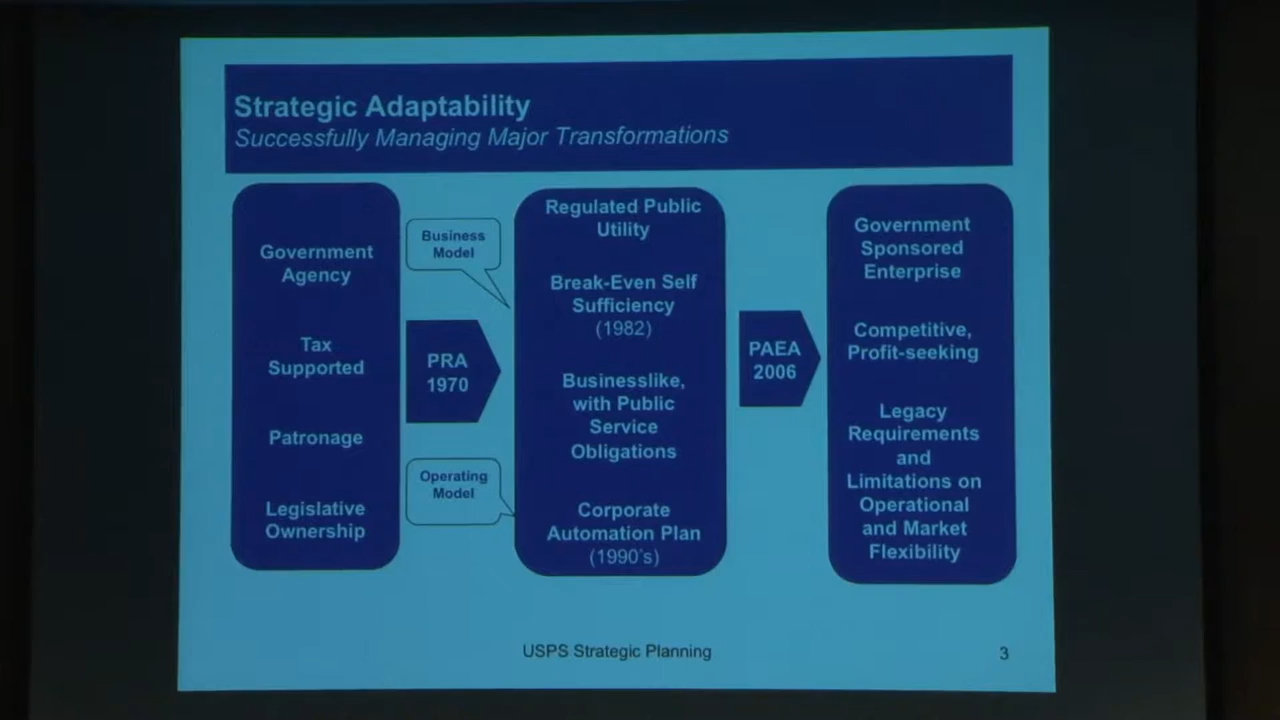 Strategic Adaptability
Successfully Managing Major Transformations
Government
Agency
Tax
Supported
Patronage
Legislative
Ownership
Business
Model
PRA
1970
Operating
Model
Regulated Public
Utility
Break-Even Self
Sufficiency
(1982)
Businesslike,
with Public
Service
Obligations
Corporate
Automation Plan
(1990's)
PAEA
2006
Government
Sponsored
Enterprise
Competitive,
Profit-seeking
Legacy
Requirements
and
Limitations on
Operational
and Market
Flexibility
USPS Strategic Planning
3